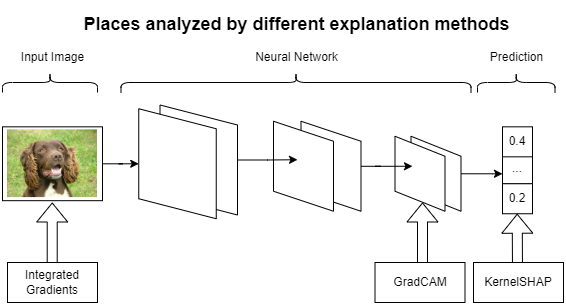 Places analyzed by different explanation methods
Input Image
Neural Network
Prediction
0.4
...
0.2
Integrated
Gradients
GradCAM
KernelSHAP